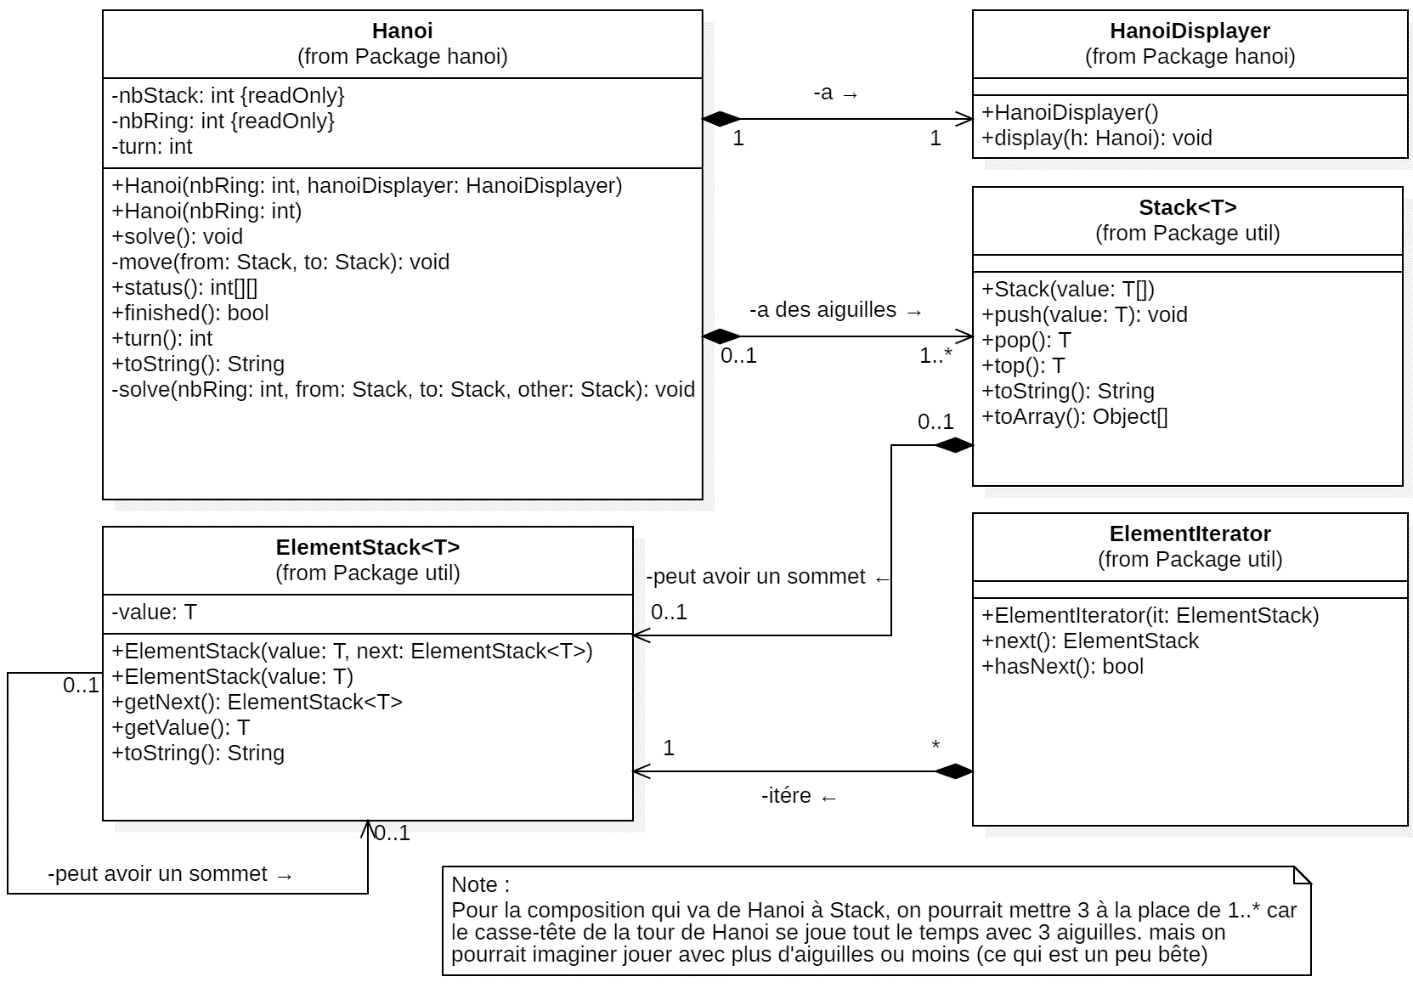 Hanoi
(from Package hanoi)
-nbStack: int {readOnly}
-nbRing: int {readOnly}
-turn: int
+Hanoi(nbRing: int, hanoiDisplayer: HanoiDisplayer)
+Hanoi(nbRing: int)
+solve(): void
-move(from: Stack, to: Stack): void
+status(): int[][]
+finished(): bool
+turn(): int
+toString(): String
-solve(nbRing: int, from: Stack, to: Stack, other: Stack): void
-a →
1
1
HanoiDisplayer
(from Package hanoi)
+HanoiDisplayer()
+display(h: Hanoi): void
-a des aiguilles →
0..1
1..*
Stack<T>
(from Package util)
+Stack(value: T[])
+push(value: T): void
+pop(): T
+top(): T
+toString(): String
+toArray(): Object[]
0..1
-peut avoir un sommet ←
0..1
ElementStack<T>
(from Package util)
-value: T
+ElementStack(value: T, next: ElementStack<T>)
+ElementStack(value: T)
+getNext(): ElementStack<T>
+getValue(): T
+toString(): String
0..1
0..1
-peut avoir un sommet →
1
*
-itére ←
ElementIterator
(from Package util)
+ElementIterator(it: ElementStack)
+next(): ElementStack
+hasNext(): bool
Note :
Pour la composition qui va de Hanoi à Stack, on pourrait mettre 3 à la place de 1..* car
le casse-tête de la tour de Hanoi se joue tout le temps avec 3 aiguilles. mais on
pourrait imaginer jouer avec plus d'aiguilles ou moins (ce qui est un peu bête)